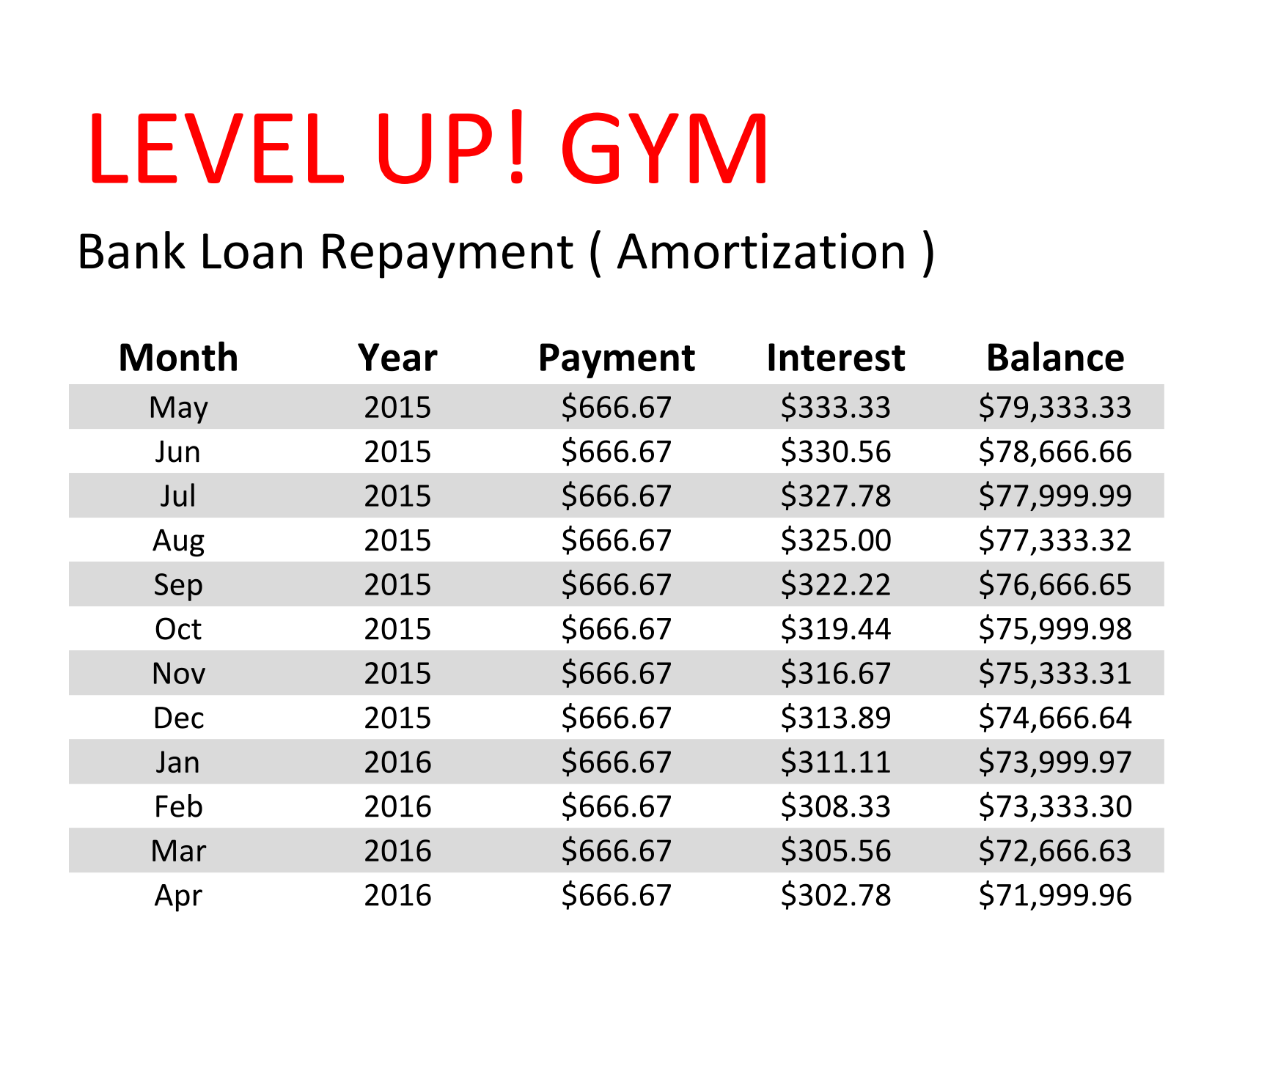 LEVEL UP! GYM
Bank Loan Repayment ( Amortization )
Month Year Payment Interest Balance
May 2015 $666.67 $333.33 $79,333.33
Jun 2015 $666.67 $330.56 $78,666.66
Jul 2015 $666.67 $327.78 $77,999.99
Aug 2015 $666.67 $325.00 $77,333.32
Sep 2015 $666.67 $322.22 $76,666.65
Oct 2015 $666.67 $319.44 $75,999.98
Nov 2015 $666.67 $316.67 $75,333.31
Dec 2015 $666.67 $313.89 $74,666.64
Jan 2016 $666.67 $311.11 $73,999.97
Feb 2016 $666.67 $308.33 $73,333.30
Mar 2016 $666.67 $305.56 $72,666.63
Apr 2016 $666.67 $302.78 $71,999.96